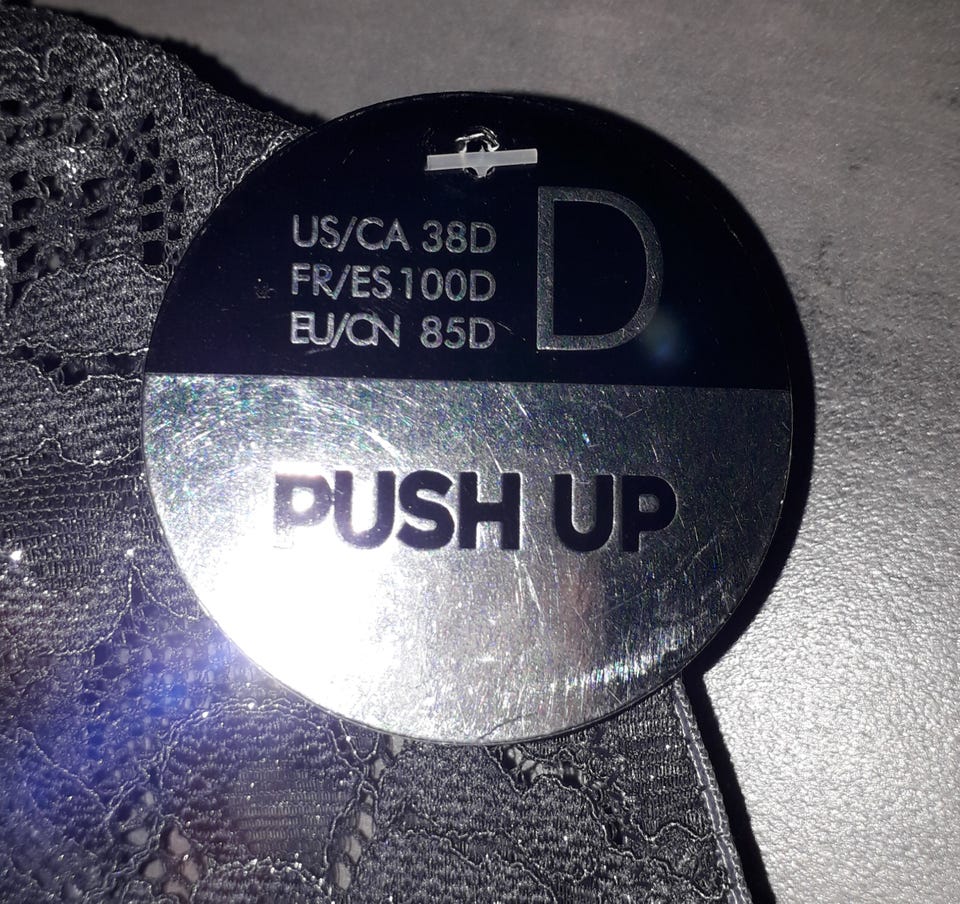 US/CA 38D
FR/ES 100D
EU/CN 85D
D
PUSH UP